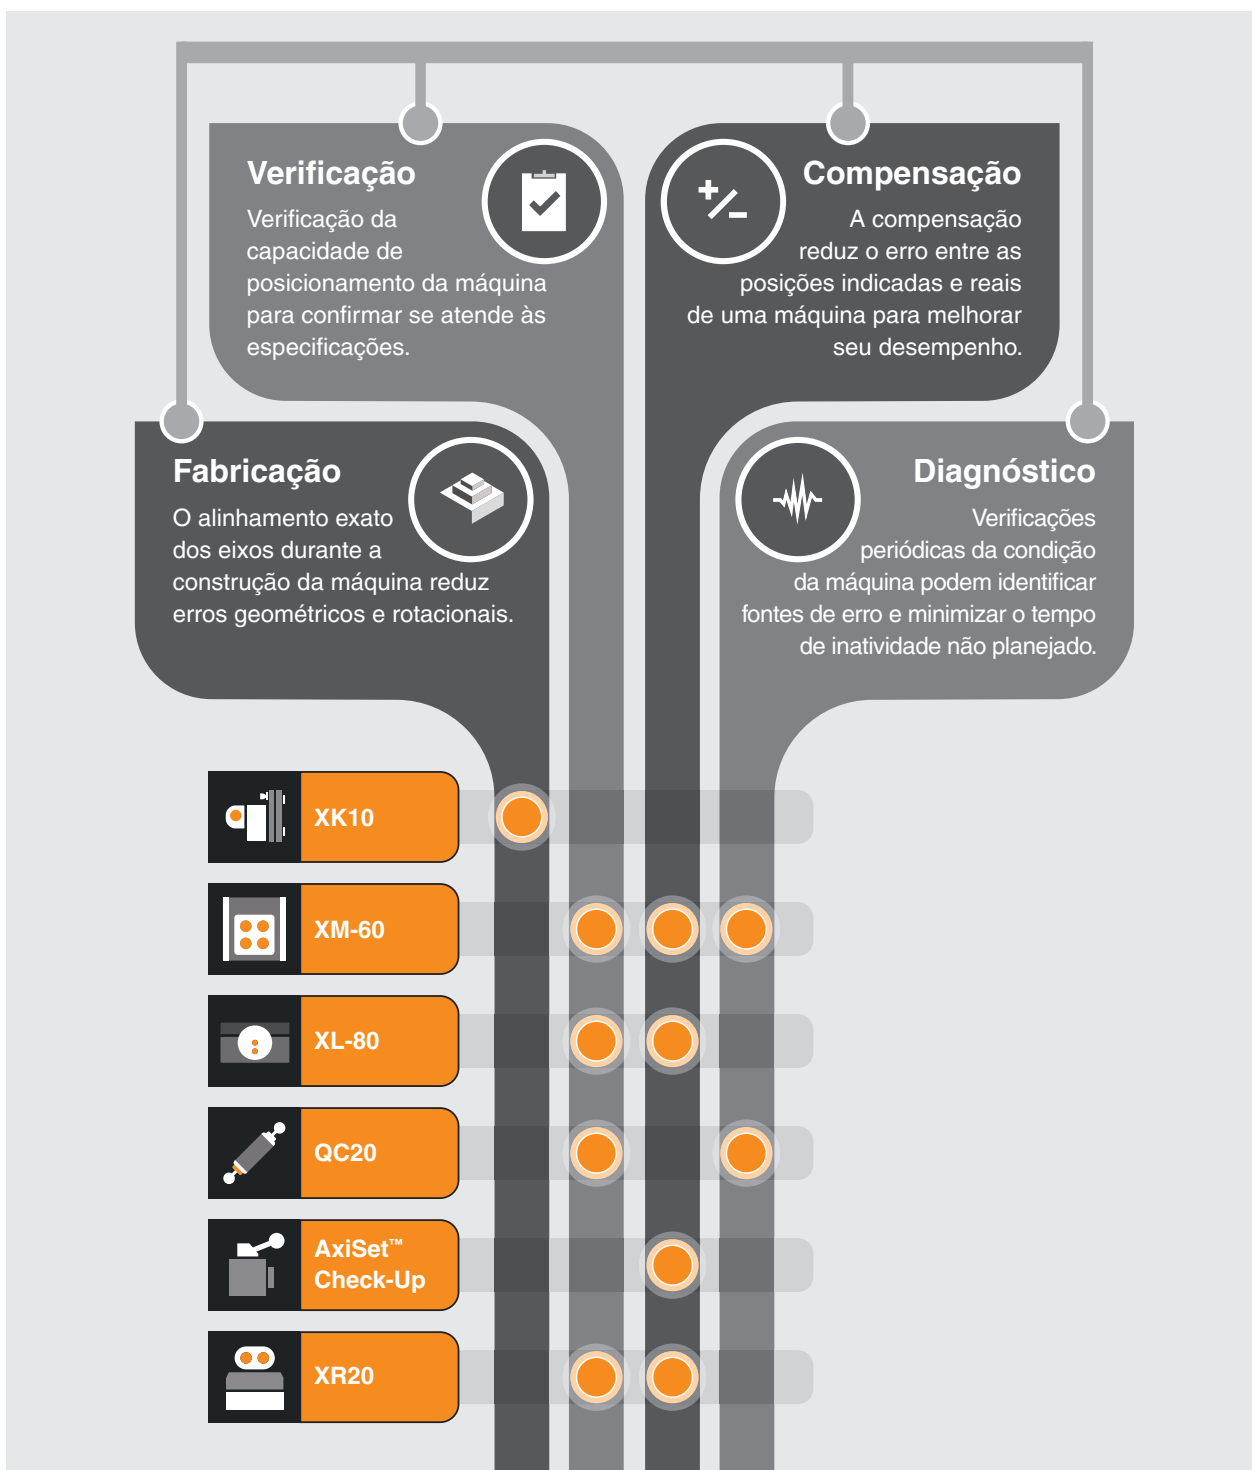 Verificação
Verificação da
capacidade de
posicionamento da máquina
para confirmar se atende às
especificações.
Compensação
A compensação
reduz o erro entre as
posições indicadas e reais
de uma máquina para melhorar
seu desempenho.
Fabricação
O alinhamento exato
dos eixos durante a
construção da máquina reduz
erros geométricos e rotacionais.
Diagnóstico
Verificações
periódicas da condição
da máquina podem identificar
fontes de erro e minimizar o tempo
de inatividade não planejado.
XK10
XM-60
XL-80
QC20
AxiSet™
Check-Up
XR20